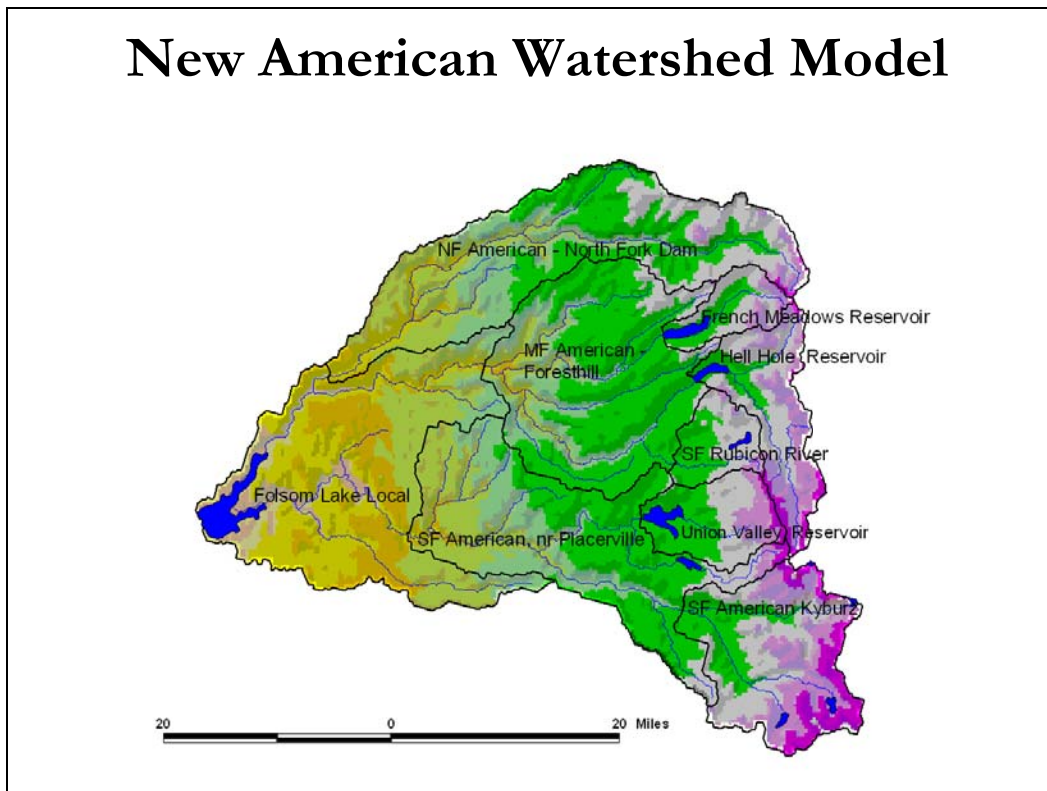 New American Watershed Model
NF American - North Fork Dam
French Meadows Reservoir
MF American -
Foresthill
Hell Hole Reservoir
SF Rubicon River
Folsom Lake Local
SF American, nr Placerville
Union Valley Reservoir
SF American Kyburz
20 0 20 Miles